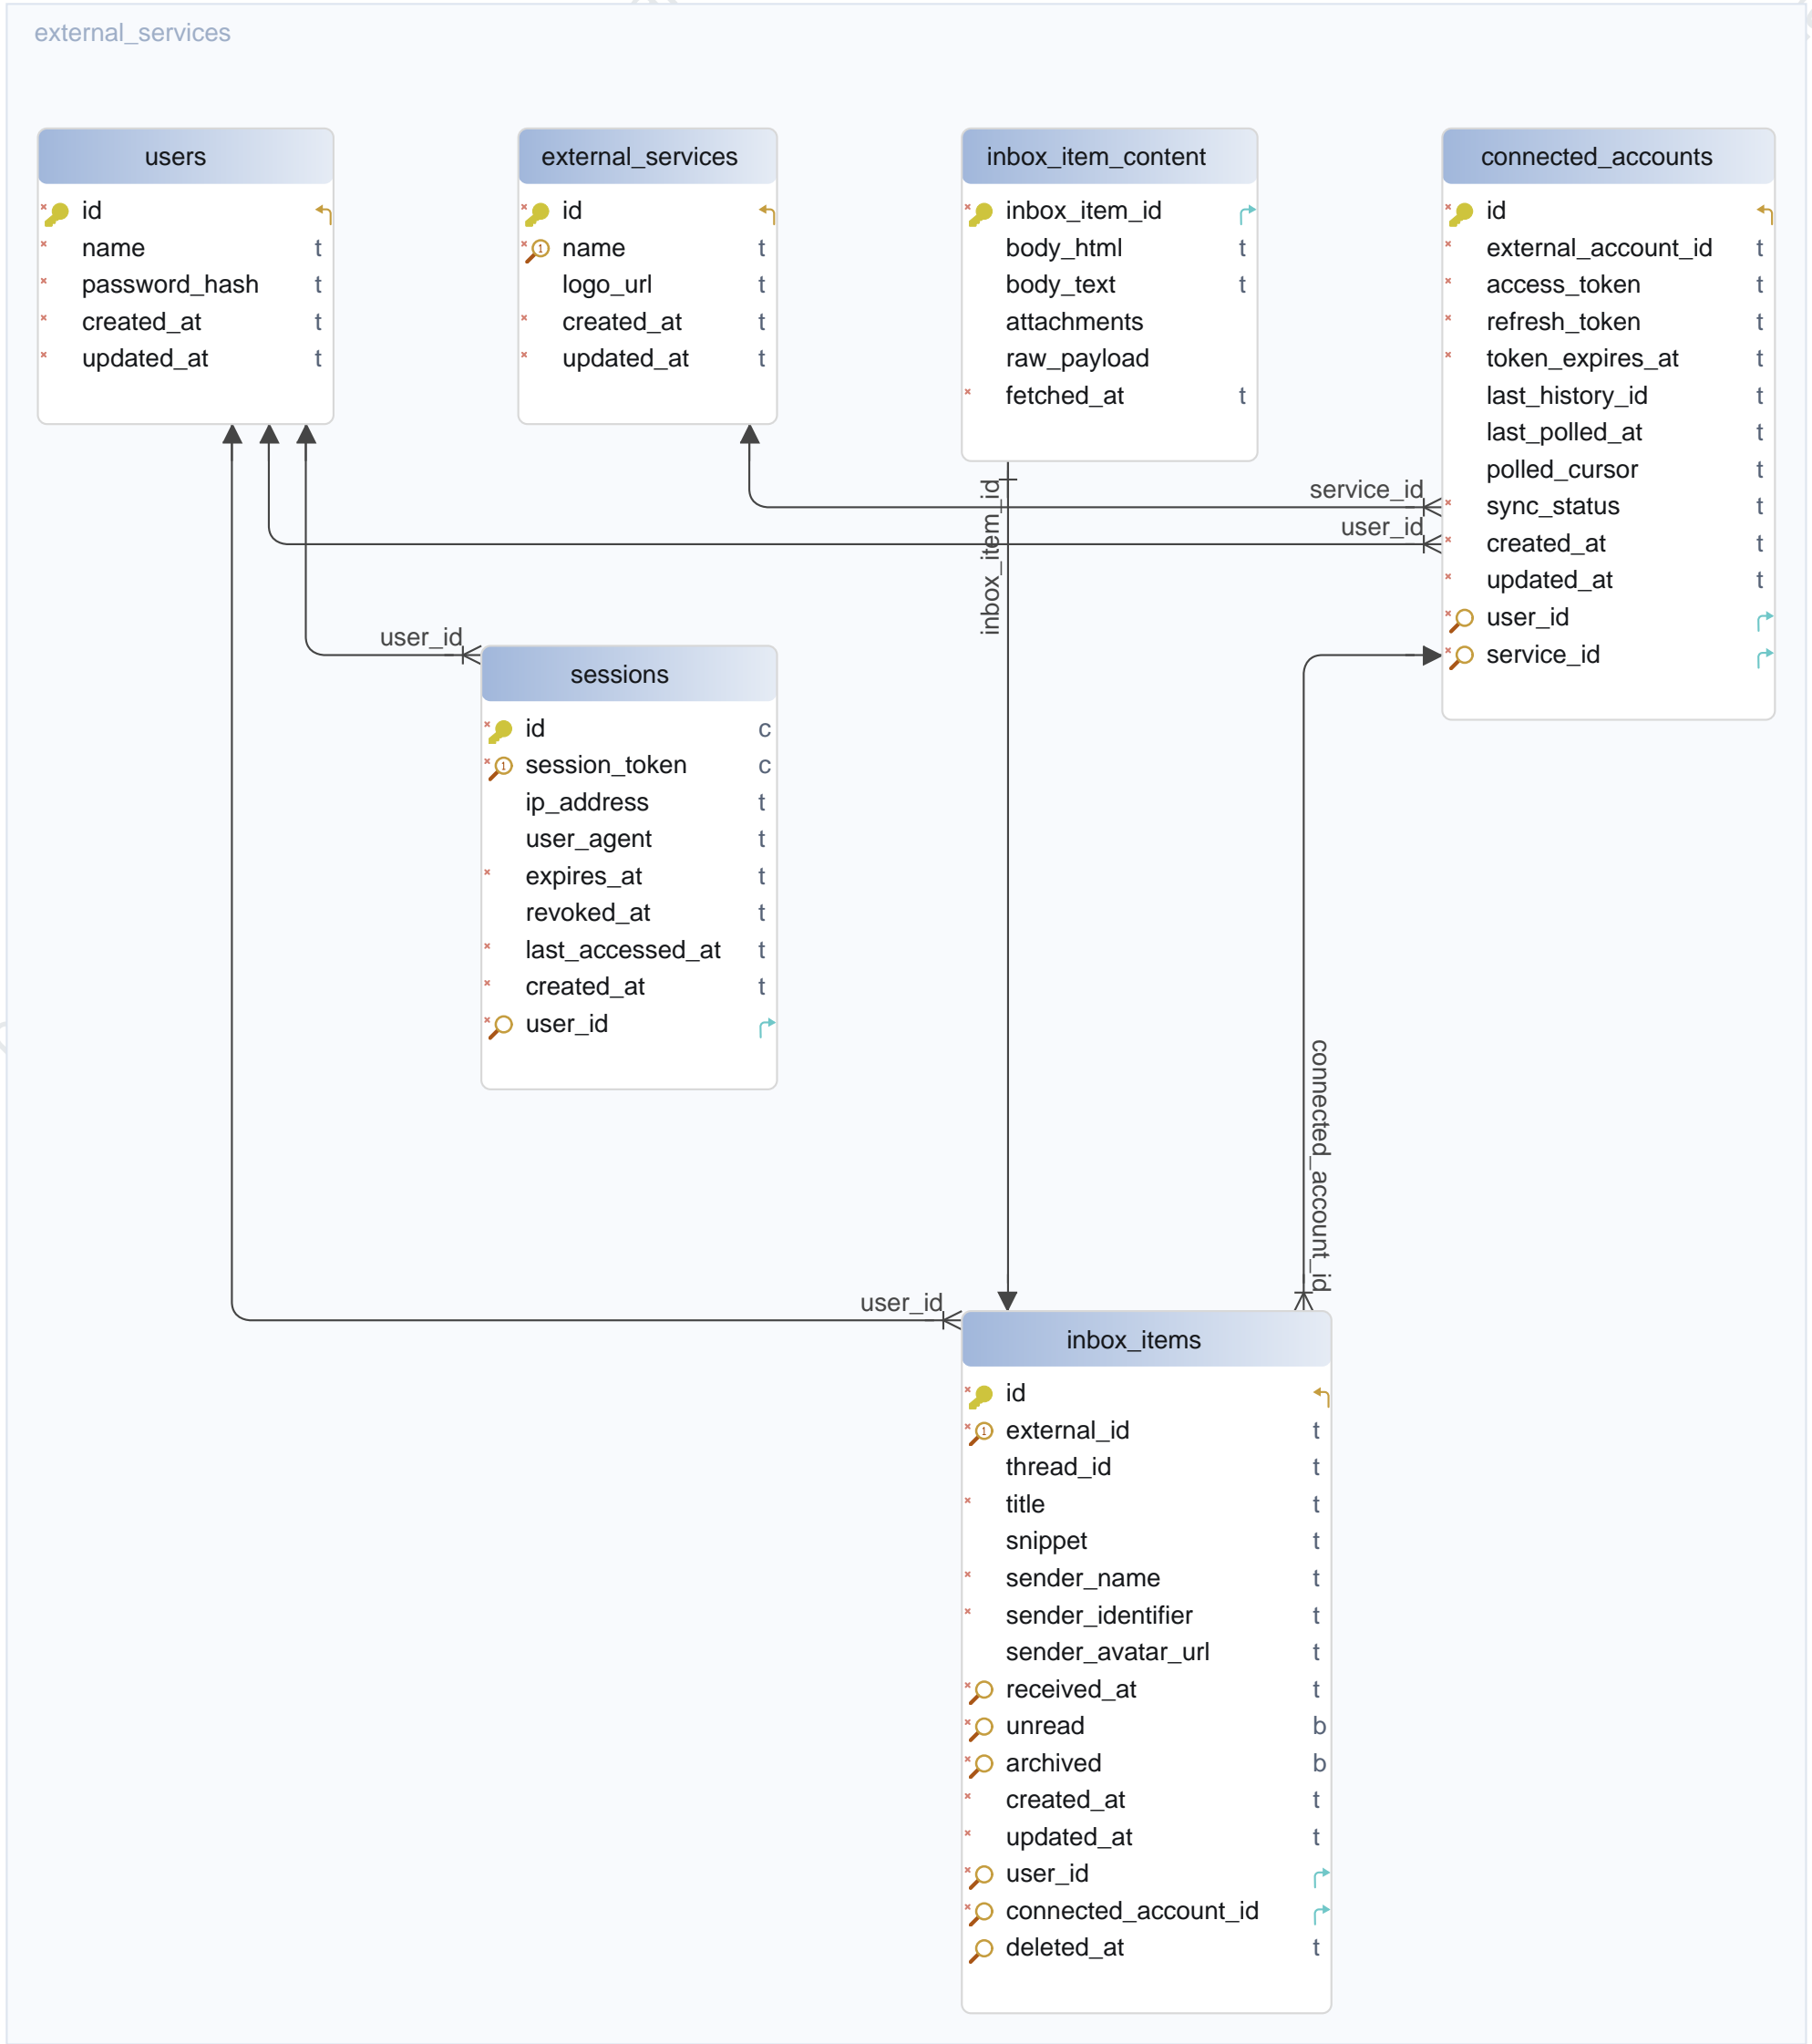 external_services
users
id
name t
password_hash t
created_at t
updated_at t
external_services
id
1 name t
logo_url t
created_at t
updated_at t
inbox_item_content
inbox_item_id
body_html t
body_text t
attachments
raw_payload
fetched_at t
connected_accounts
id
external_account_id t
access_token t
refresh_token t
token_expires_at t
last_history_id t
last_polled_at t
polled_cursor t
sync_status t
created_at t
updated_at t
user_id
service_id
service_id
user_id
inbox_item_id
user_id
sessions
id c
1 session_token c
ip_address t
user_agent t
expires_at t
revoked_at t
last_accessed_at t
created_at t
user_id
connected_account_id
user_id
inbox_items
id
1 external_id t
thread_id t
title t
snippet t
sender_name t
sender_identifier t
sender_avatar_url t
received_at t
unread b
archived b
created_at t
updated_at t
user_id
connected_account_id
deleted_at t